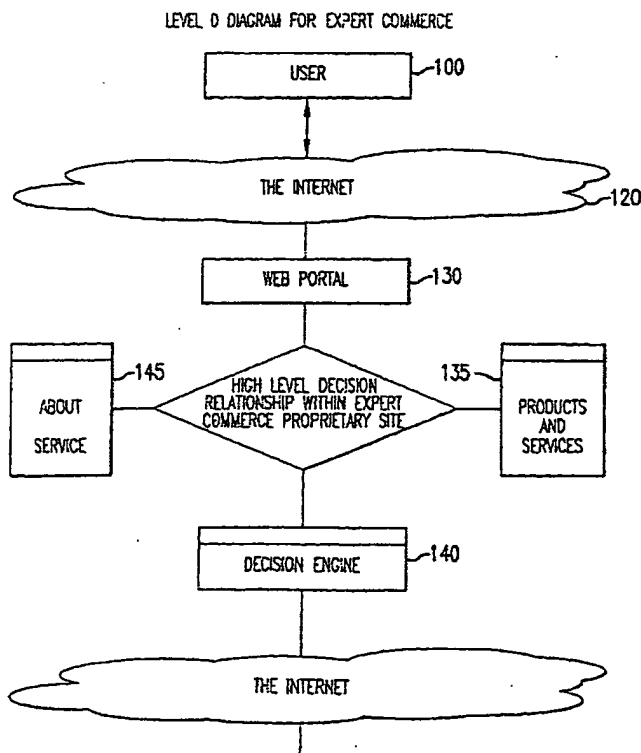 LEVEL 0 DIAGRAM FOR EXPERT COMMERCE
USER
100
THE INTERNET
120
WEB PORTAL
130
145
ABOUT
SERVICE
HIGH LEVEL DECISION
RELATIONSHIP WITHIN EXPERT
COMMERCE PROPRIETARY SITE
135
PRODUCTS
AND
SERVICES
DECISION ENGINE
140
THE INTERNET